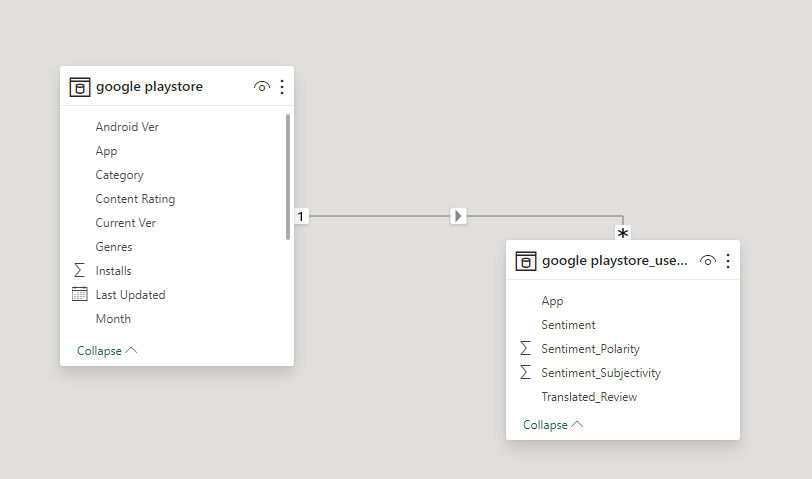 google playstore
Android Ver
App
Category
Content Rating
Current Ver
Genres
Installs
Last Updated
Month
Collapse
1
*
google playstore_use...
App
Sentiment
Sentiment_Polarity
Sentiment_Subjectivity
Translated_Review
Collapse